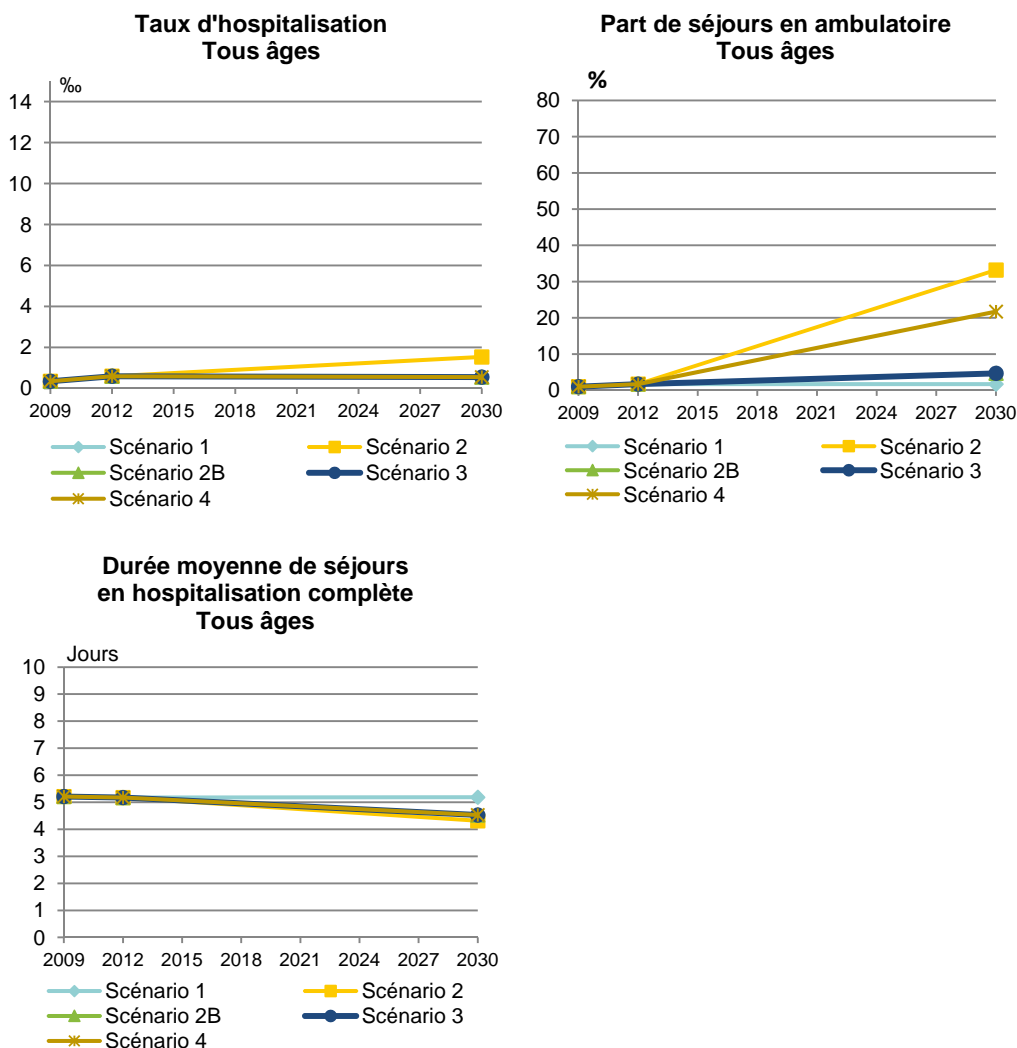 Taux d'hospitalisation
Tous âges
‰
14
12
10
8
6
4
2
0
2009 2012 2015 2018 2021 2024 2027 2030
Scénario 1 Scénario 2
Scénario 2B Scénario 3
Scénario 4
Part de séjours en ambulatoire
Tous âges
%
80
70
60
50
40
30
20
10
0
2009 2012 2015 2018 2021 2024 2027 2030
Scénario 1 Scénario 2
Scénario 2B Scénario 3
Scénario 4
Durée moyenne de séjours
en hospitalisation complète
Tous âges
Jours
10
9
8
7
6
5
4
3
2
1
0
2009 2012 2015 2018 2021 2024 2027 2030
Scénario 1 Scénario 2
Scénario 2B Scénario 3
Scénario 4